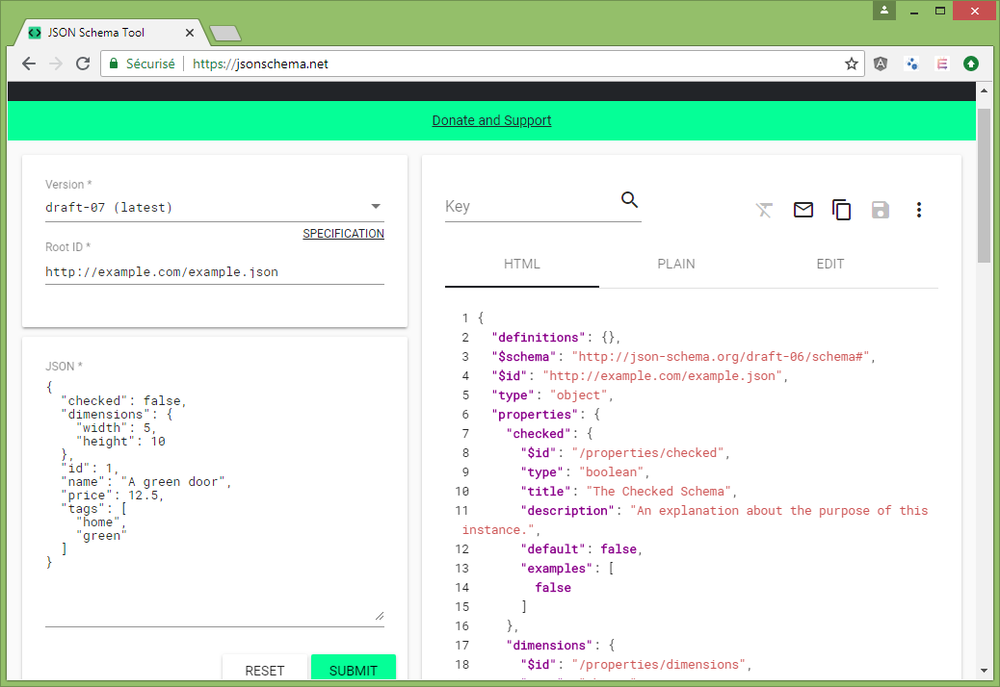 JSON Schema Tool
Sécurisé https://jsonschema.net
Donate and Support
Version *
draft-07 (latest)
SPECIFICATION
Root ID *
http://example.com/example.json
JSON *
{
"checked": false,
"dimensions": {
"width": 5,
"height": 10
},
"id": 1,
"name": "A green door",
"price": 12.5,
"tags": [
"home",
"green"
]
}
RESET SUBMIT
Key
HTML PLAIN EDIT
1 {
2 "definitions": {},
3 "$schema": "http://json-schema.org/draft-06/schema#",
4 "$id": "http://example.com/example.json",
5 "type": "object",
6 "properties": {
7 "checked": {
8 "$id": "/properties/checked",
9 "type": "boolean",
10 "title": "The Checked Schema",
11 "description": "An explanation about the purpose of this
instance.",
12 "default": false,
13 "examples": [
14 false
15 ]
16 },
17 "dimensions": {
18 "$id": "/properties/dimensions",